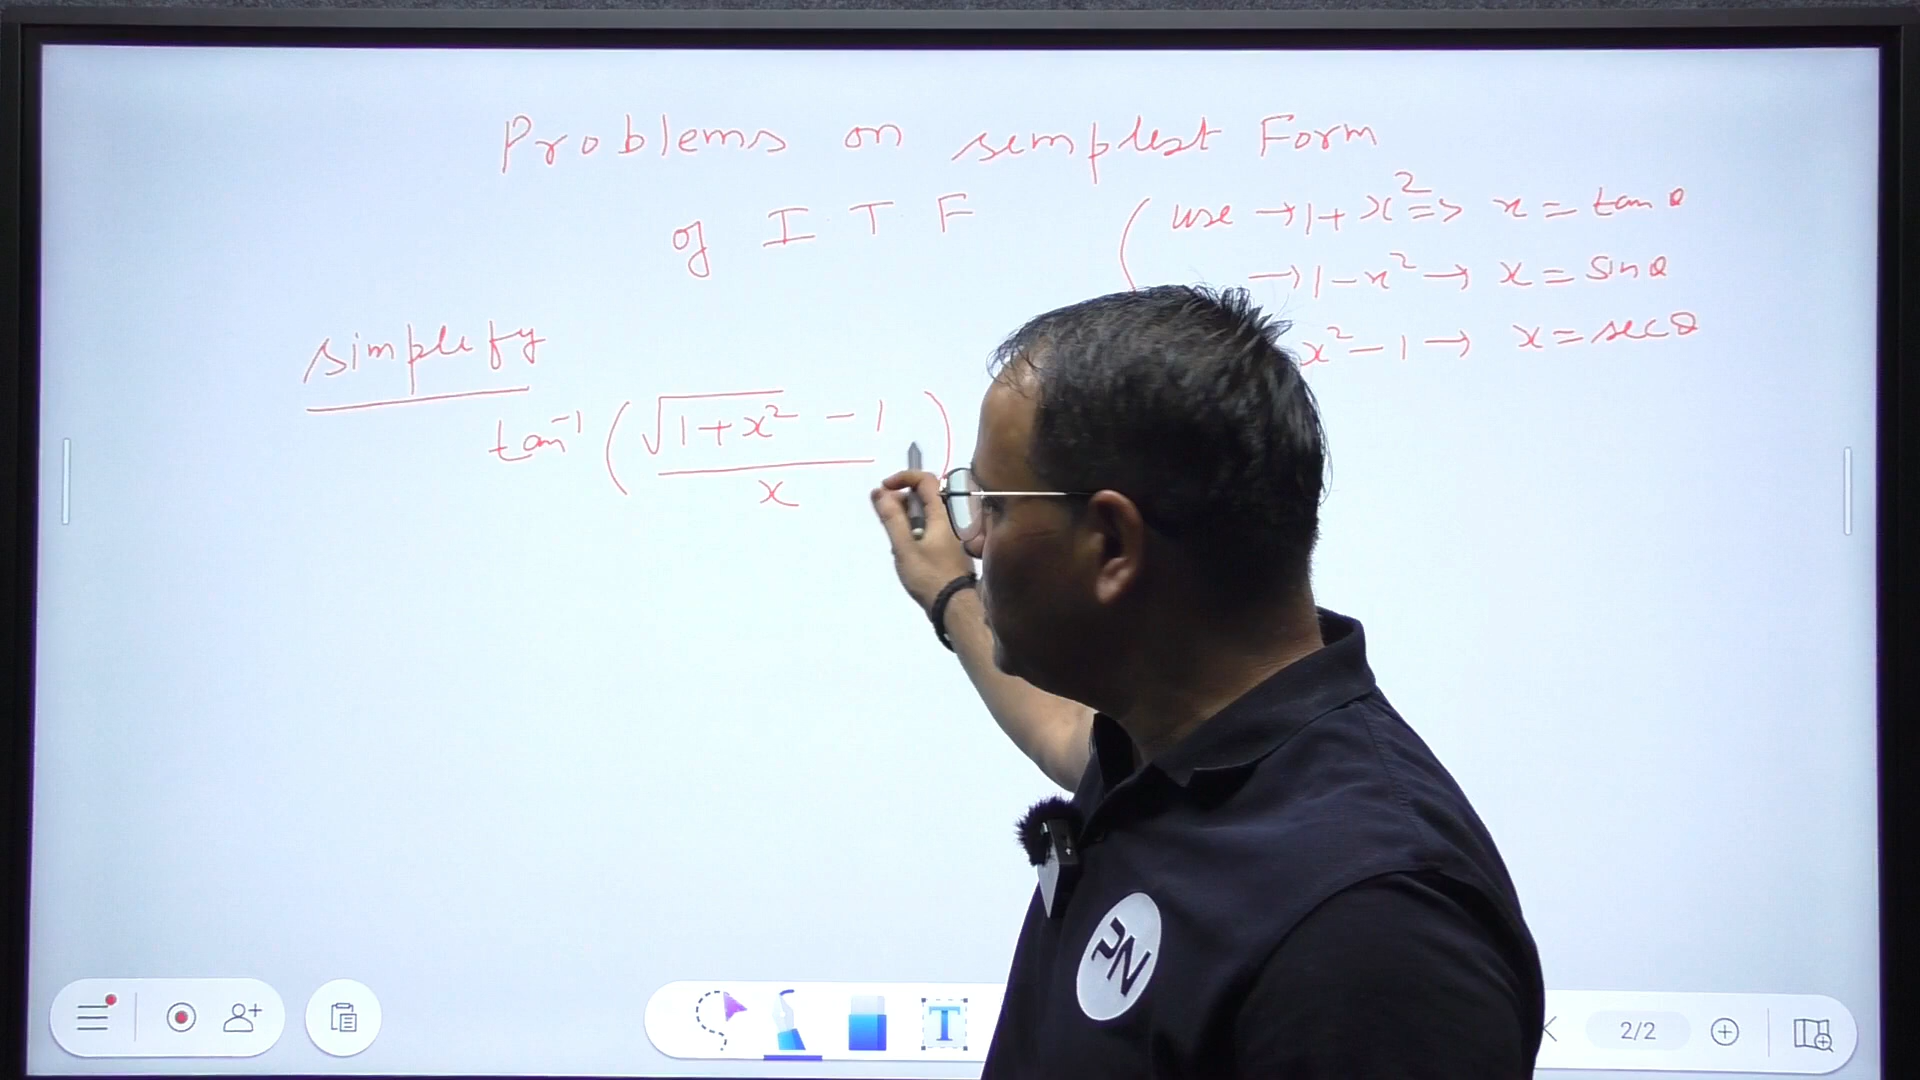 Problems on simplest Form
of I T F
use → 1 + x² => x = tan θ
→ 1 - x² → x = sin θ
x² - 1 → x = sec θ
simplify
tan⁻¹ ( √1+x² - 1 / x )
PN
T
2/2